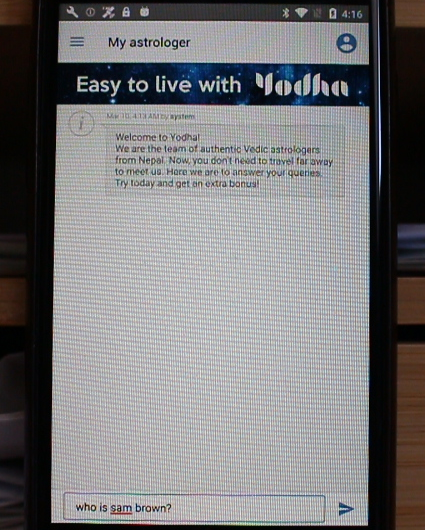 4:16
My astrologer
Easy to live with Yodha
Mar 10, 4:13 AM by system
Welcome to Yodha!
We are the team of authentic Vedic astrologers
from Nepal. Now, you don't need to travel far away
to meet us. Here we are to answer your queries.
Try today and get an extra bonus!
who is sam brown?